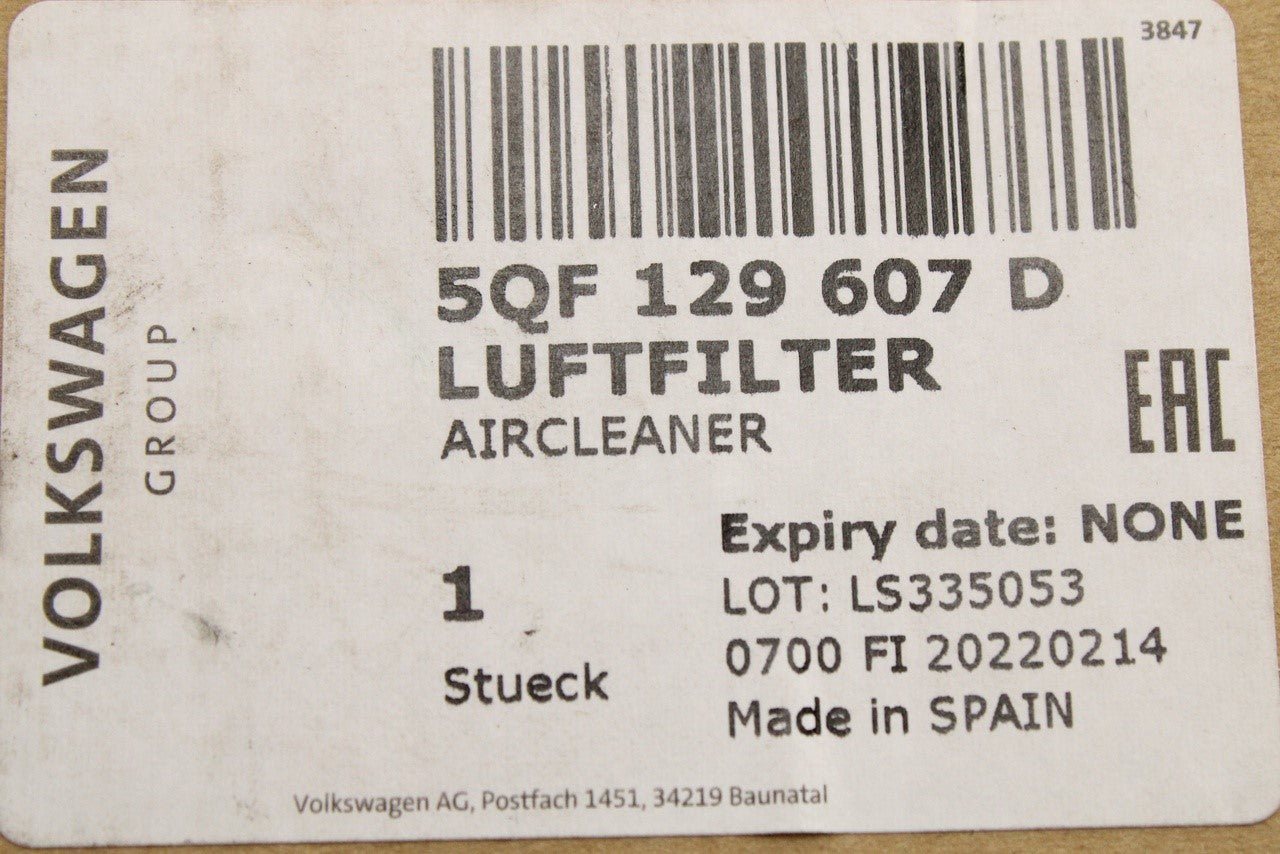 3847
VOLKSWAGEN
GROUP
5QF 129 607 D
LUFTFILTER
AIRCLEANER
EAC
Expiry date: NONE
1
LOT: LS335053
0700 FI 20220214
Stueck
Made in SPAIN
Volkswagen AG, Postfach 1451, 34219 Baunatal